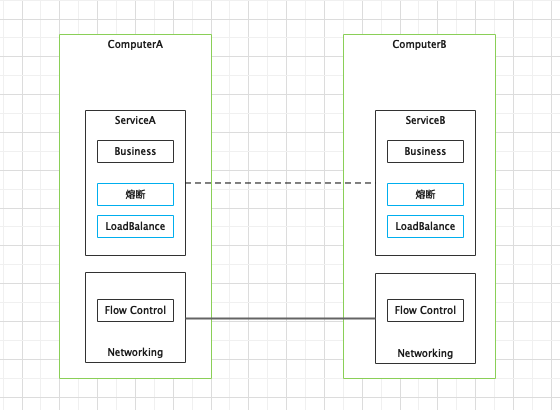 ComputerA
ComputerB
ServiceA
ServiceB
Business
Business
熔断
熔断
LoadBalance
LoadBalance
Flow Control
Flow Control
Networking
Networking